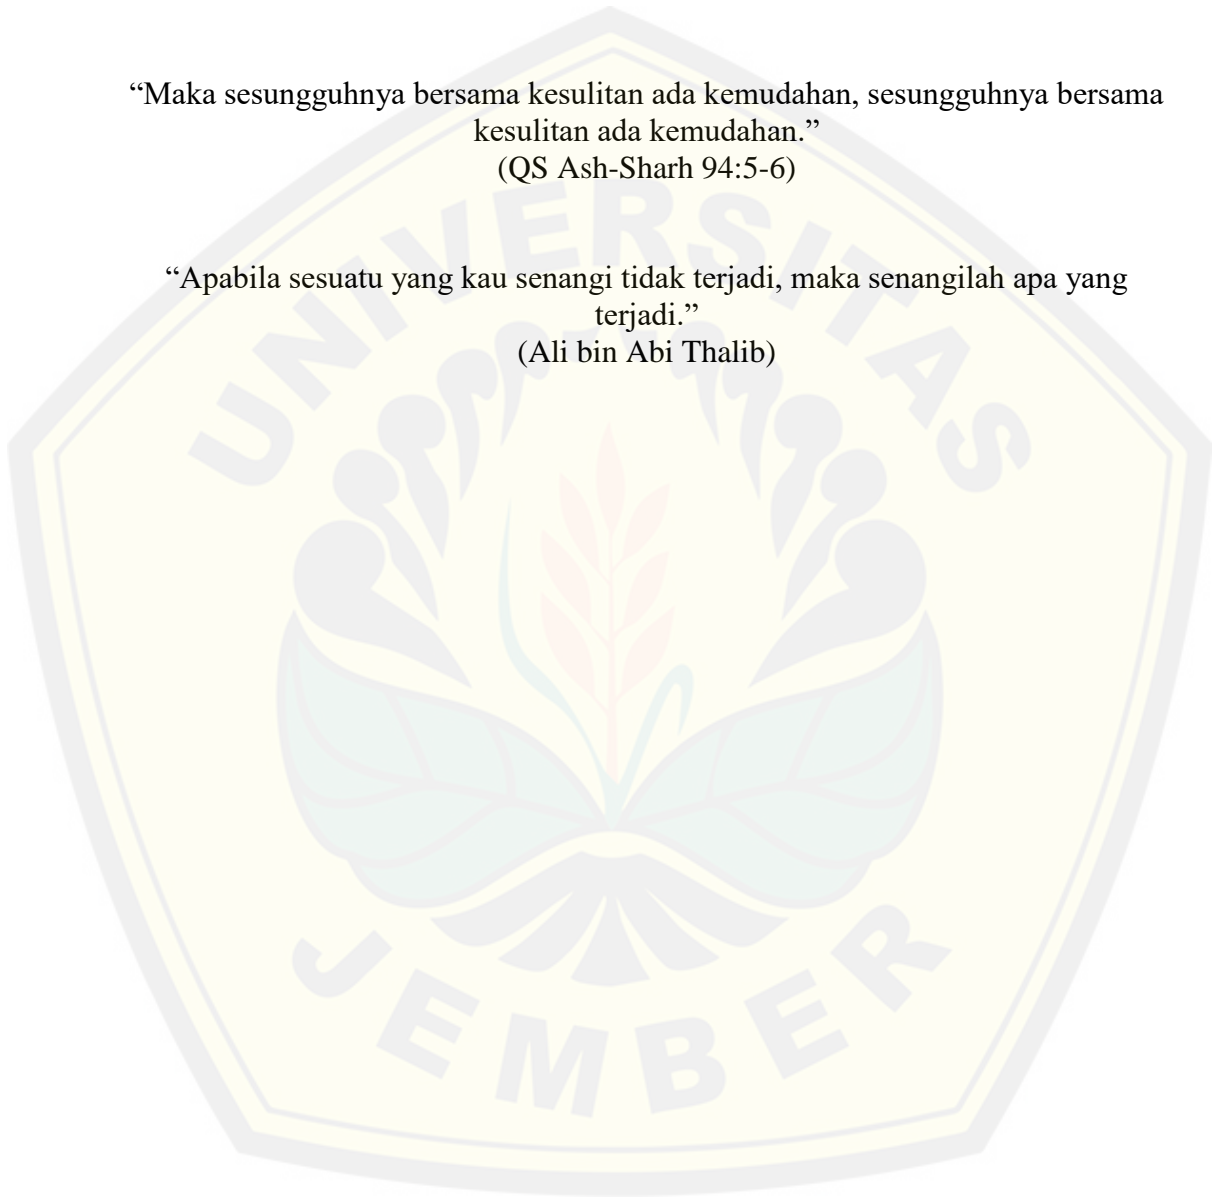 “Maka sesungguhnya bersama kesulitan ada kemudahan, sesungguhnya bersama
kesulitan ada kemudahan.”
(QS Ash-Sharh 94:5-6)
“Apabila sesuatu yang kau senangi tidak terjadi, maka senangilah apa yang
terjadi.”
(Ali bin Abi Thalib)
UNIVERSITAS
JEMBER